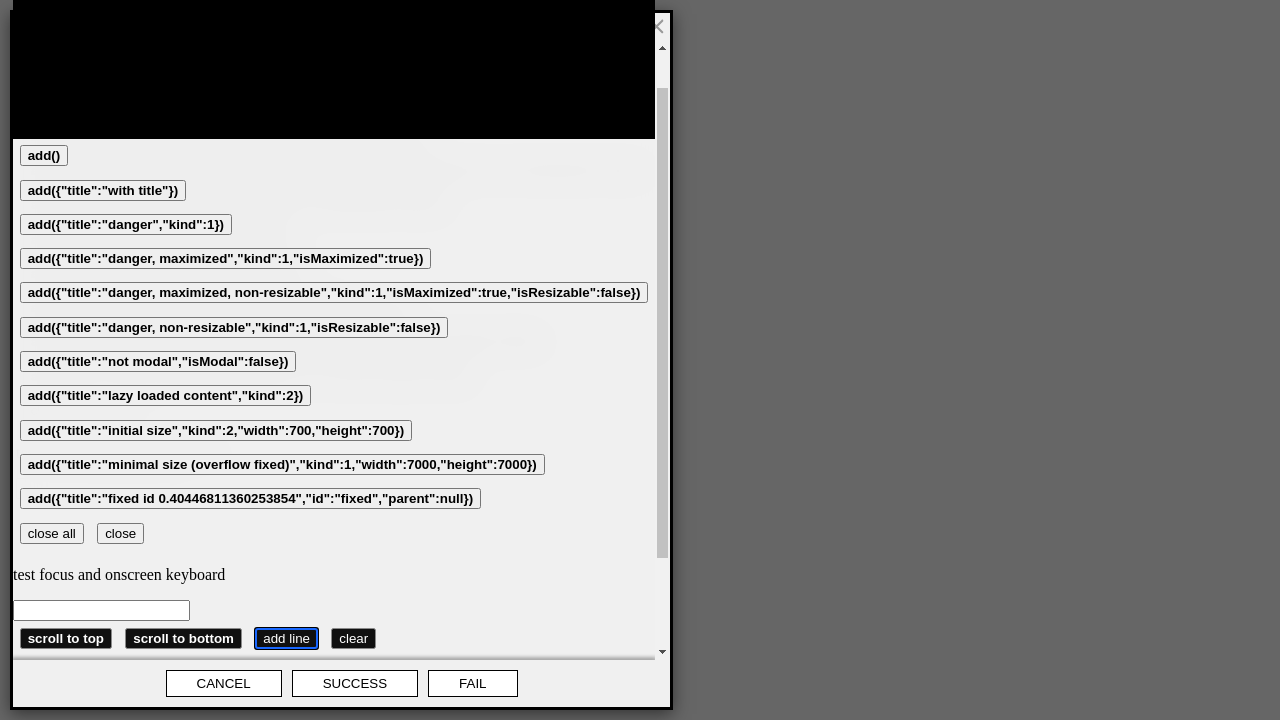 add()
add({"title":"with title"})
add({"title":"danger","kind":1})
add({"title":"danger, maximized","kind":1,"isMaximized":true})
add({"title":"danger, maximized, non-resizable","kind":1,"isMaximized":true,"isResizable":false})
add({"title":"danger, non-resizable","kind":1,"isResizable":false})
add({"title":"not modal","isModal":false})
add({"title":"lazy loaded content","kind":2})
add({"title":"initial size","kind":2,"width":700,"height":700})
add({"title":"minimal size (overflow fixed)","kind":1,"width":7000,"height":7000})
add({"title":"fixed id 0.40446811360253854","id":"fixed","parent":null})
close all close
test focus and onscreen keyboard
scroll to top scroll to bottom add line clear
CANCEL SUCCESS FAIL